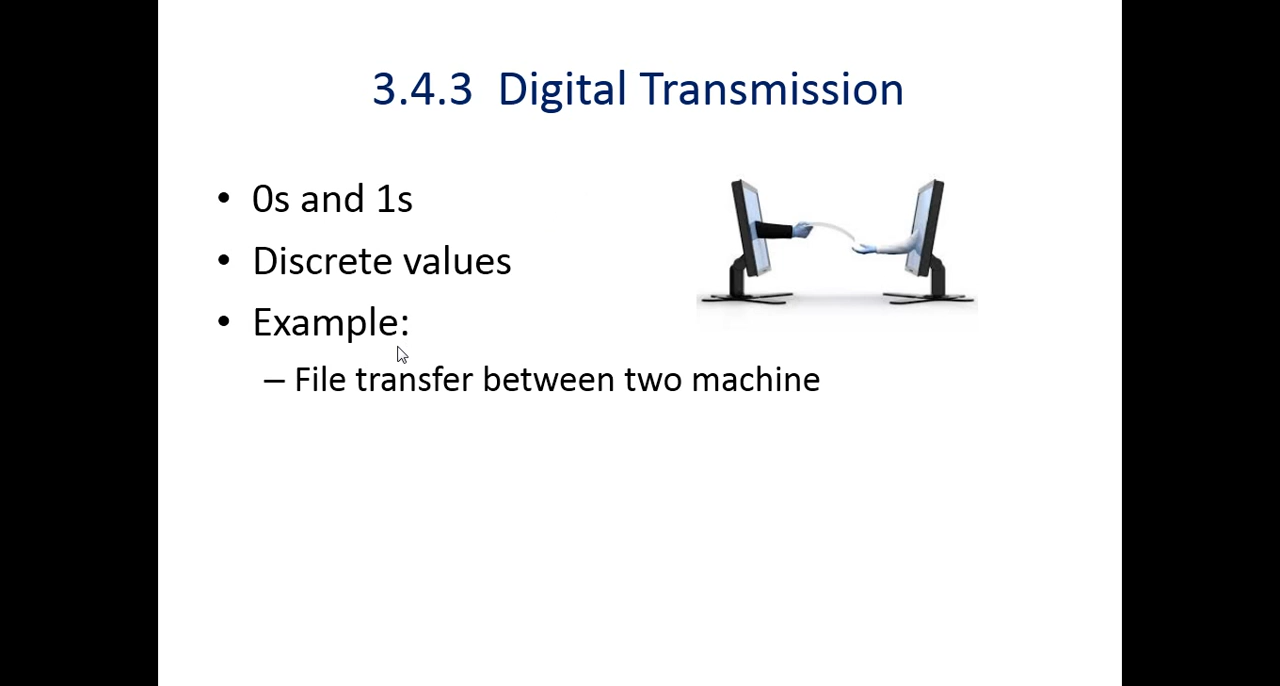 3.4.3 Digital Transmission
• 0s and 1s
• Discrete values
• Example:
– File transfer between two machine